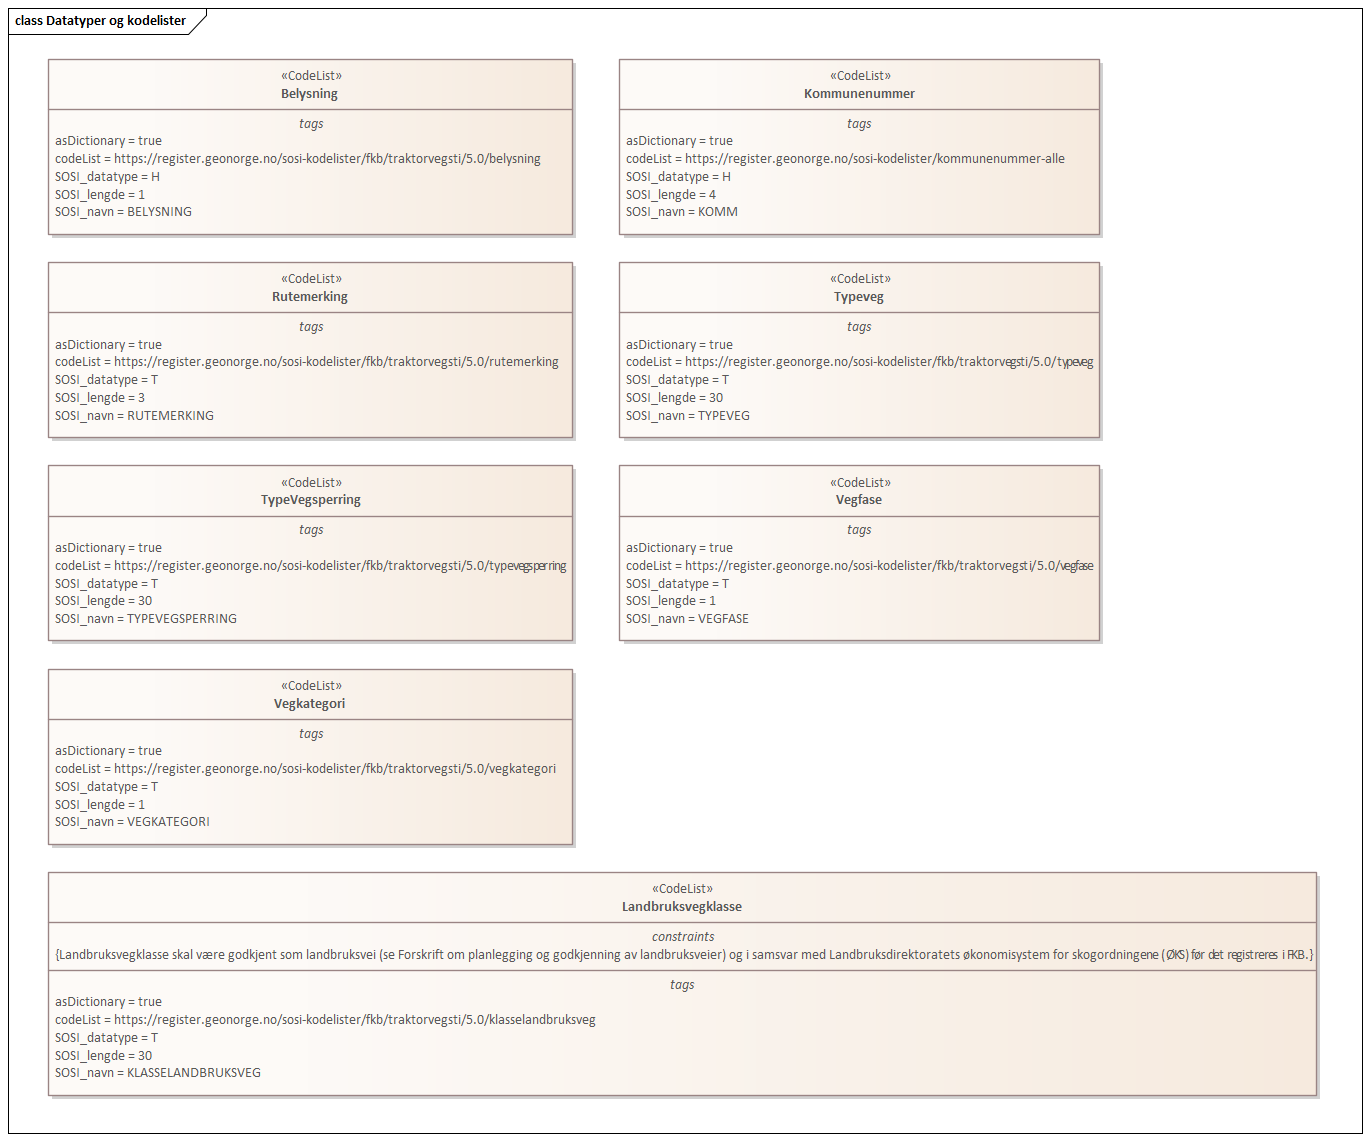 class Datatyper og kodelister
«CodeList»
Belysning
tags
asDictionary = true
codeList = https://register.geonorge.no/sosi-kodelister/fkb/traktorvegsti/5.0/belysning
SOSI_datatype = H
SOSI_lengde = 1
SOSI_navn = BELYSNING
«CodeList»
Kommunenummer
tags
asDictionary = true
codeList = https://register.geonorge.no/sosi-kodelister/kommunenummer-alle
SOSI_datatype = H
SOSI_lengde = 4
SOSI_navn = KOMM
«CodeList»
Rutemerking
tags
asDictionary = true
codeList = https://register.geonorge.no/sosi-kodelister/fkb/traktorvegsti/5.0/rutemerking
SOSI_datatype = T
SOSI_lengde = 3
SOSI_navn = RUTEMERKING
«CodeList»
Typeveg
tags
asDictionary = true
codeList = https://register.geonorge.no/sosi-kodelister/fkb/traktorvegsti/5.0/typeveg
SOSI_datatype = T
SOSI_lengde = 30
SOSI_navn = TYPEVEG
«CodeList»
TypeVegsperring
tags
asDictionary = true
codeList = https://register.geonorge.no/sosi-kodelister/fkb/traktorvegsti/5.0/typevegsperring
SOSI_datatype = T
SOSI_lengde = 30
SOSI_navn = TYPEVEGSPERRING
«CodeList»
Vegfase
tags
asDictionary = true
codeList = https://register.geonorge.no/sosi-kodelister/fkb/traktorvegsti/5.0/vegfase
SOSI_datatype = T
SOSI_lengde = 1
SOSI_navn = VEGFASE
«CodeList»
Vegkategori
tags
asDictionary = true
codeList = https://register.geonorge.no/sosi-kodelister/fkb/traktorvegsti/5.0/vegkategori
SOSI_datatype = T
SOSI_lengde = 1
SOSI_navn = VEGKATEGORI
«CodeList»
Landbruksvegklasse
constraints
{Landbruksvegklasse skal være godkjent som landbruksvei (se Forskrift om planlegging og godkjenning av landbruksveier) og i samsvar med Landbruksdirektoratets økonomisystem for skogordningene (ØKS) før det registreres i FKB.}
tags
asDictionary = true
codeList = https://register.geonorge.no/sosi-kodelister/fkb/traktorvegsti/5.0/klasselandbruksveg
SOSI_datatype = T
SOSI_lengde = 30
SOSI_navn = KLASSELANDBRUKSVEG